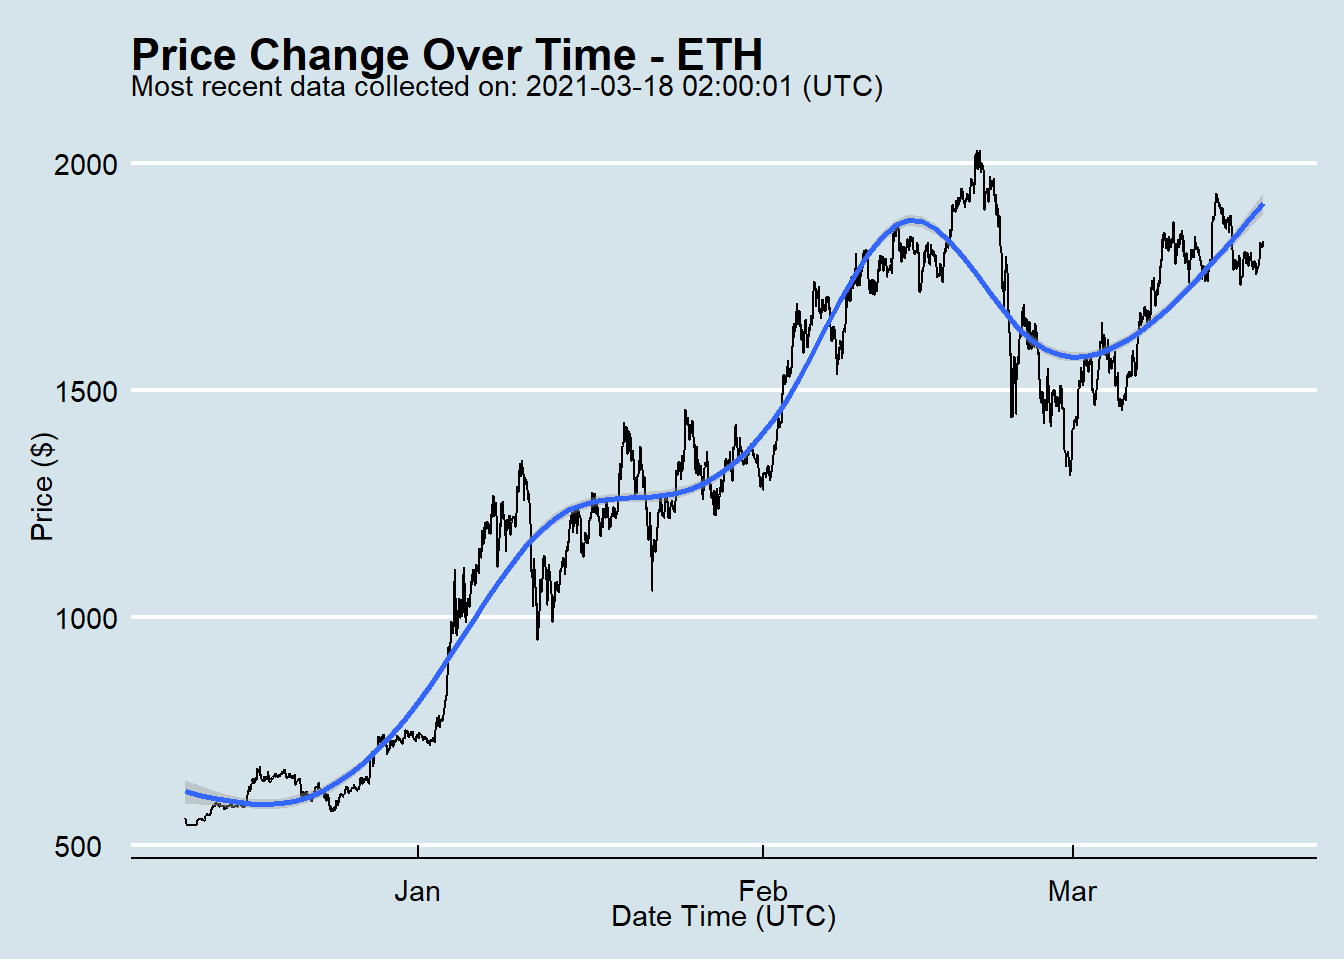 Price Change Over Time - ETH
Most recent data collected on: 2021-03-18 02:00:01 (UTC)
2000
1500
1000
500
Price ($)
Jan Feb Mar
Date Time (UTC)